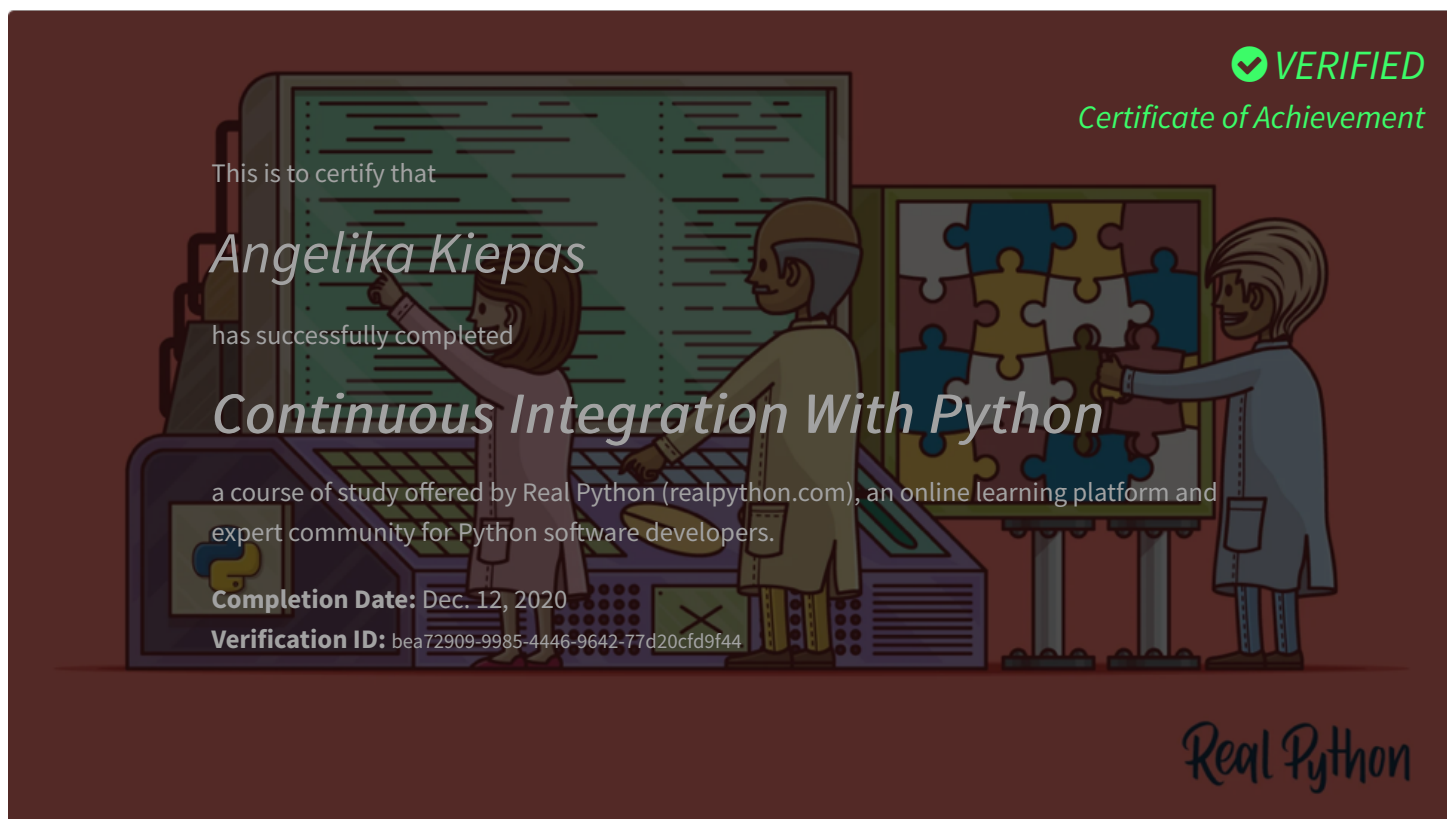 VERIFIED
Certificate of Achievement
This is to certify that
Angelika Kiepas
has successfully completed
Continuous Integration With Python
a course of study offered by Real Python (realpython.com), an online learning platform and
expert community for Python software developers.
Completion Date: Dec. 12, 2020
Verification ID: bea72909-9985-4446-9642-77d20cfd9f44
Real Python